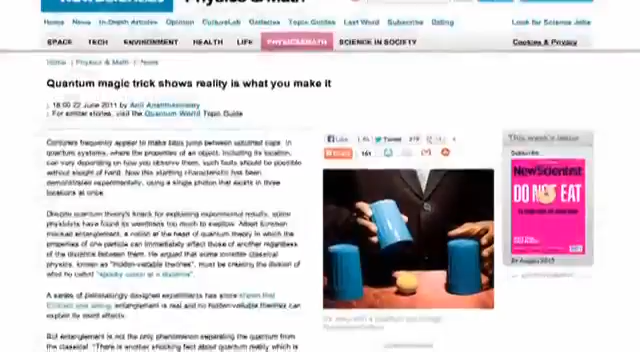 NewScientist
Physics & Math
Home News In-Depth Articles Opinion CultureLab Galleries Topic Guides Last Word Subscribe Dating
Look for Science Jobs
SPACE TECH ENVIRONMENT HEALTH LIFE PHYSICS&MATH SCIENCE IN SOCIETY
Cookies & Privacy
Home Physics & Math News
Quantum magic trick shows reality is what you make it
18:00 22 June 2011 by Anil Ananthaswamy
For similar stories, visit the Quantum World Topic Guide
Conjurers frequently appear to make balls jump between upturned cups. In
quantum systems, where the properties of an object, including its location,
can vary depending on how you observe them, such feats should be possible
without sleight of hand. Now this startling characteristic has been
demonstrated experimentally, using a single photon that exists in three
locations at once.
Despite quantum theory's knack for explaining experimental results, some
physicists have found its weirdness too much to swallow. Albert Einstein
mocked entanglement, a notion at the heart of quantum theory in which the
properties of one particle can immediately affect those of another regardless
of the distance between them. He argued that some invisible classical
physics, known as "hidden-variable theories", must be creating the illusion of
what he called "spooky action at a distance".
A series of painstakingly designed experiments has since shown that
entanglement is real and no hidden-variable theories can
explain its weird effects.
But entanglement is not the only phenomenon separating the quantum from
the classical. "There is another shocking fact about quantum reality which is
Like
Tweet
161
This week's issue
Subscribe
NewScientist
DO NOT EAT